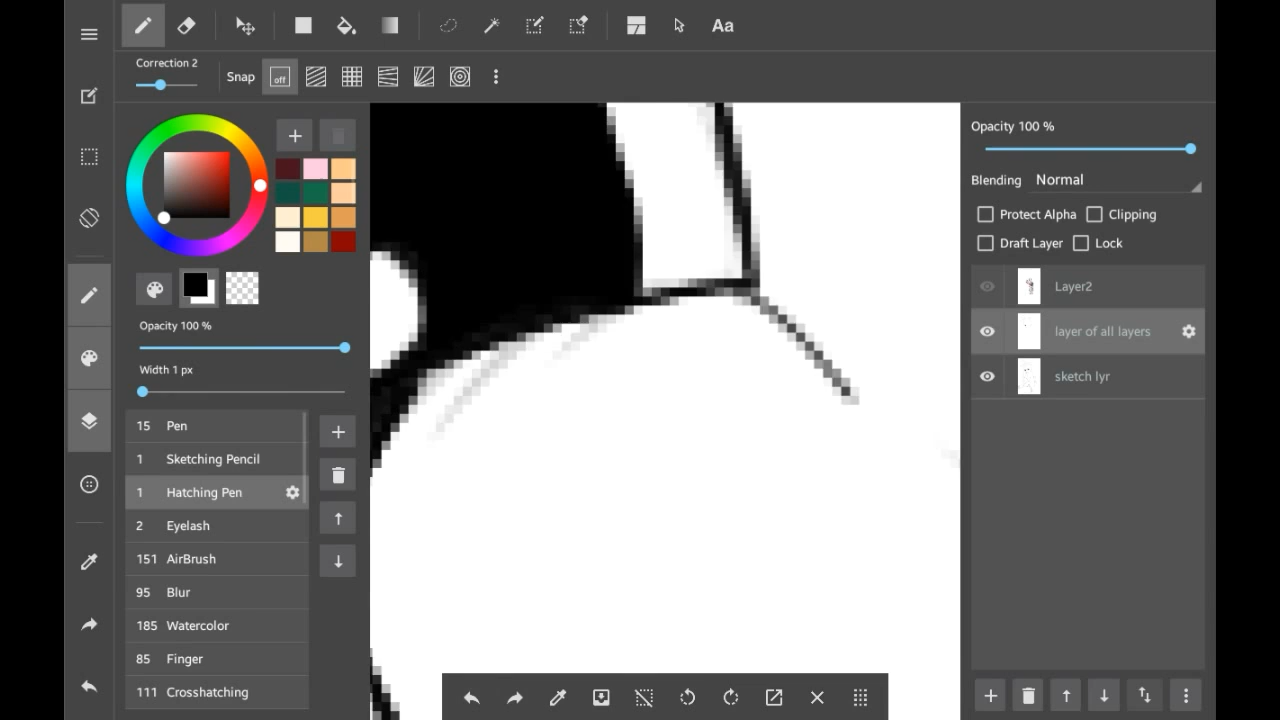 Aa
Correction 2
Snap
off
Opacity 100 %
Width 1 px
15 Pen
1 Sketching Pencil
1 Hatching Pen
2 Eyelash
151 AirBrush
95 Blur
185 Watercolor
85 Finger
111 Crosshatching
Opacity 100 %
Blending Normal
Protect Alpha Clipping
Draft Layer Lock
Layer2
layer of all layers
sketch lyr